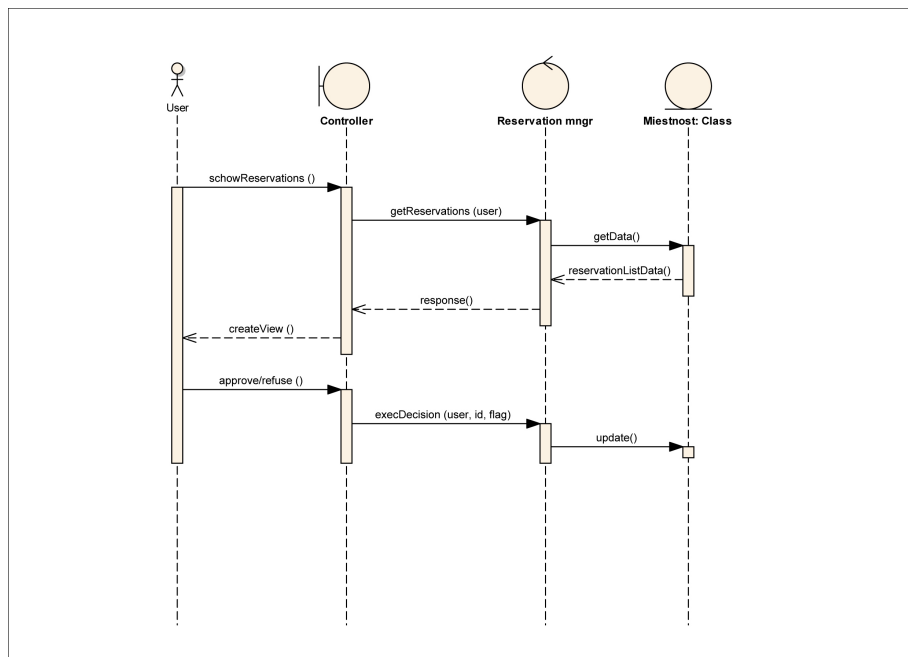 User
Controller
Reservation mngr
Miestnost: Class
schowReservations ()
getReservations (user)
getData()
reservationListData()
response()
createView ()
approve/refuse ()
execDecision (user, id, flag)
update()